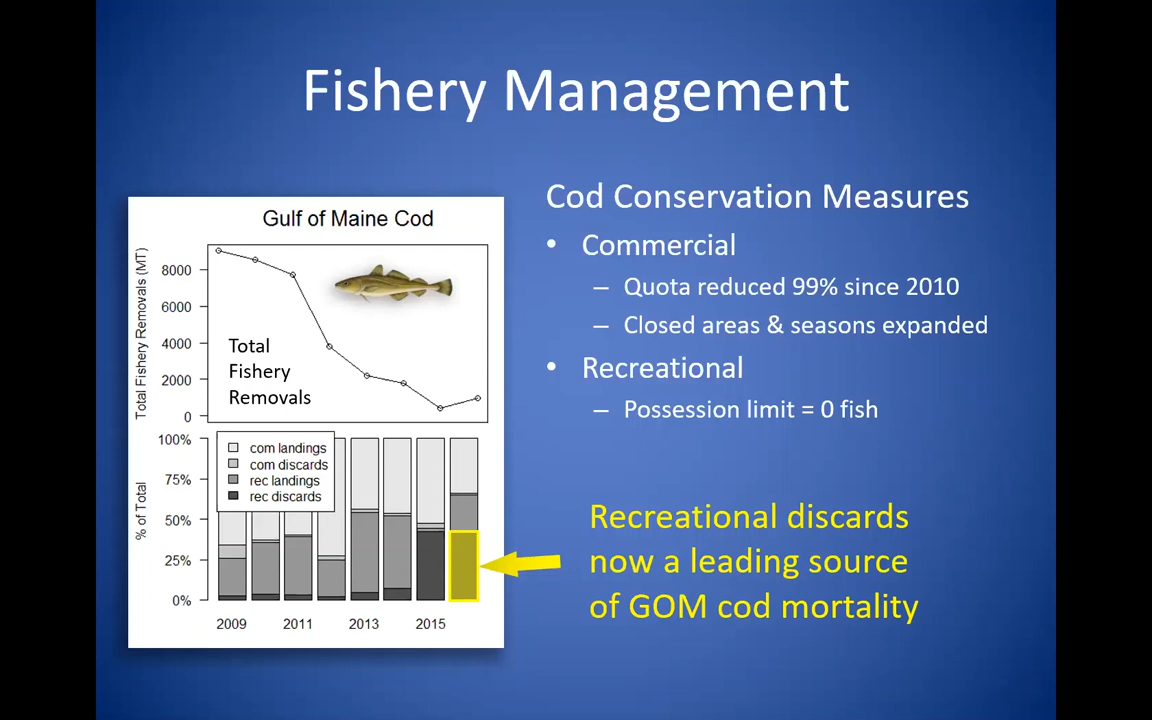 Fishery Management
Gulf of Maine Cod
Total Fishery Removals (MT)
8000
6000
4000
2000
0
Total
Fishery
Removals
% of Total
100%
75%
50%
25%
0%
com landings
com discards
rec landings
rec discards
2009
2011
2013
2015
Cod Conservation Measures
• Commercial
– Quota reduced 99% since 2010
– Closed areas & seasons expanded
• Recreational
– Possession limit = 0 fish
Recreational discards
now a leading source
of GOM cod mortality